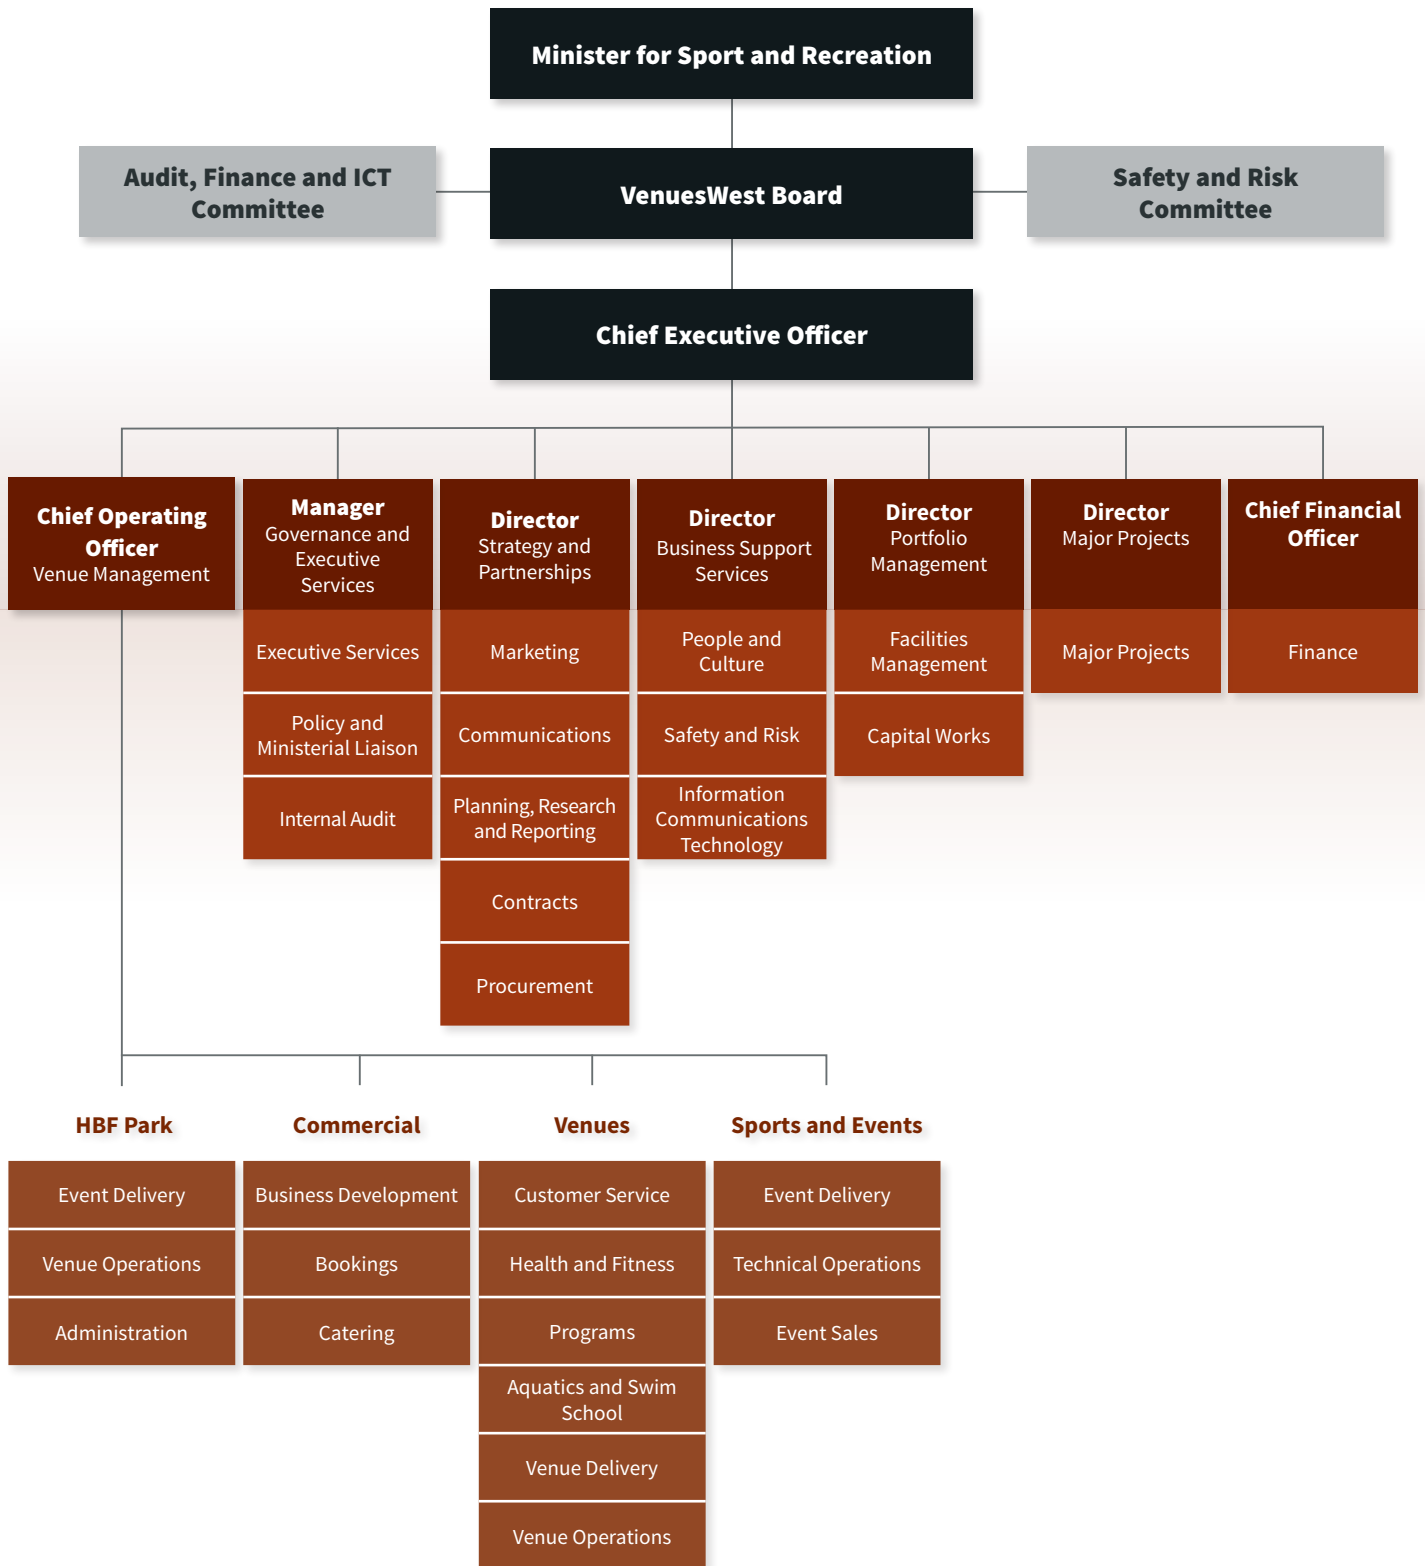 Minister for Sport and Recreation
Audit, Finance and ICT
Committee
VenuesWest Board
Safety and Risk
Committee
Chief Executive Officer
Chief Operating
Officer
Venue Management
Manager
Governance and
Executive
Services
Executive Services
Policy and
Ministerial Liaison
Internal Audit
Director
Strategy and
Partnerships
Marketing
Communications
Planning, Research
and Reporting
Contracts
Procurement
Director
Business Support
Services
People and
Culture
Safety and Risk
Information
Communications
Technology
Director
Portfolio
Management
Facilities
Management
Capital Works
Director
Major Projects
Major Projects
Chief Financial
Officer
Finance
HBF Park
Event Delivery
Venue Operations
Administration
Commercial
Business Development
Bookings
Catering
Venues
Customer Service
Health and Fitness
Programs
Aquatics and Swim
School
Venue Delivery
Venue Operations
Sports and Events
Event Delivery
Technical Operations
Event Sales